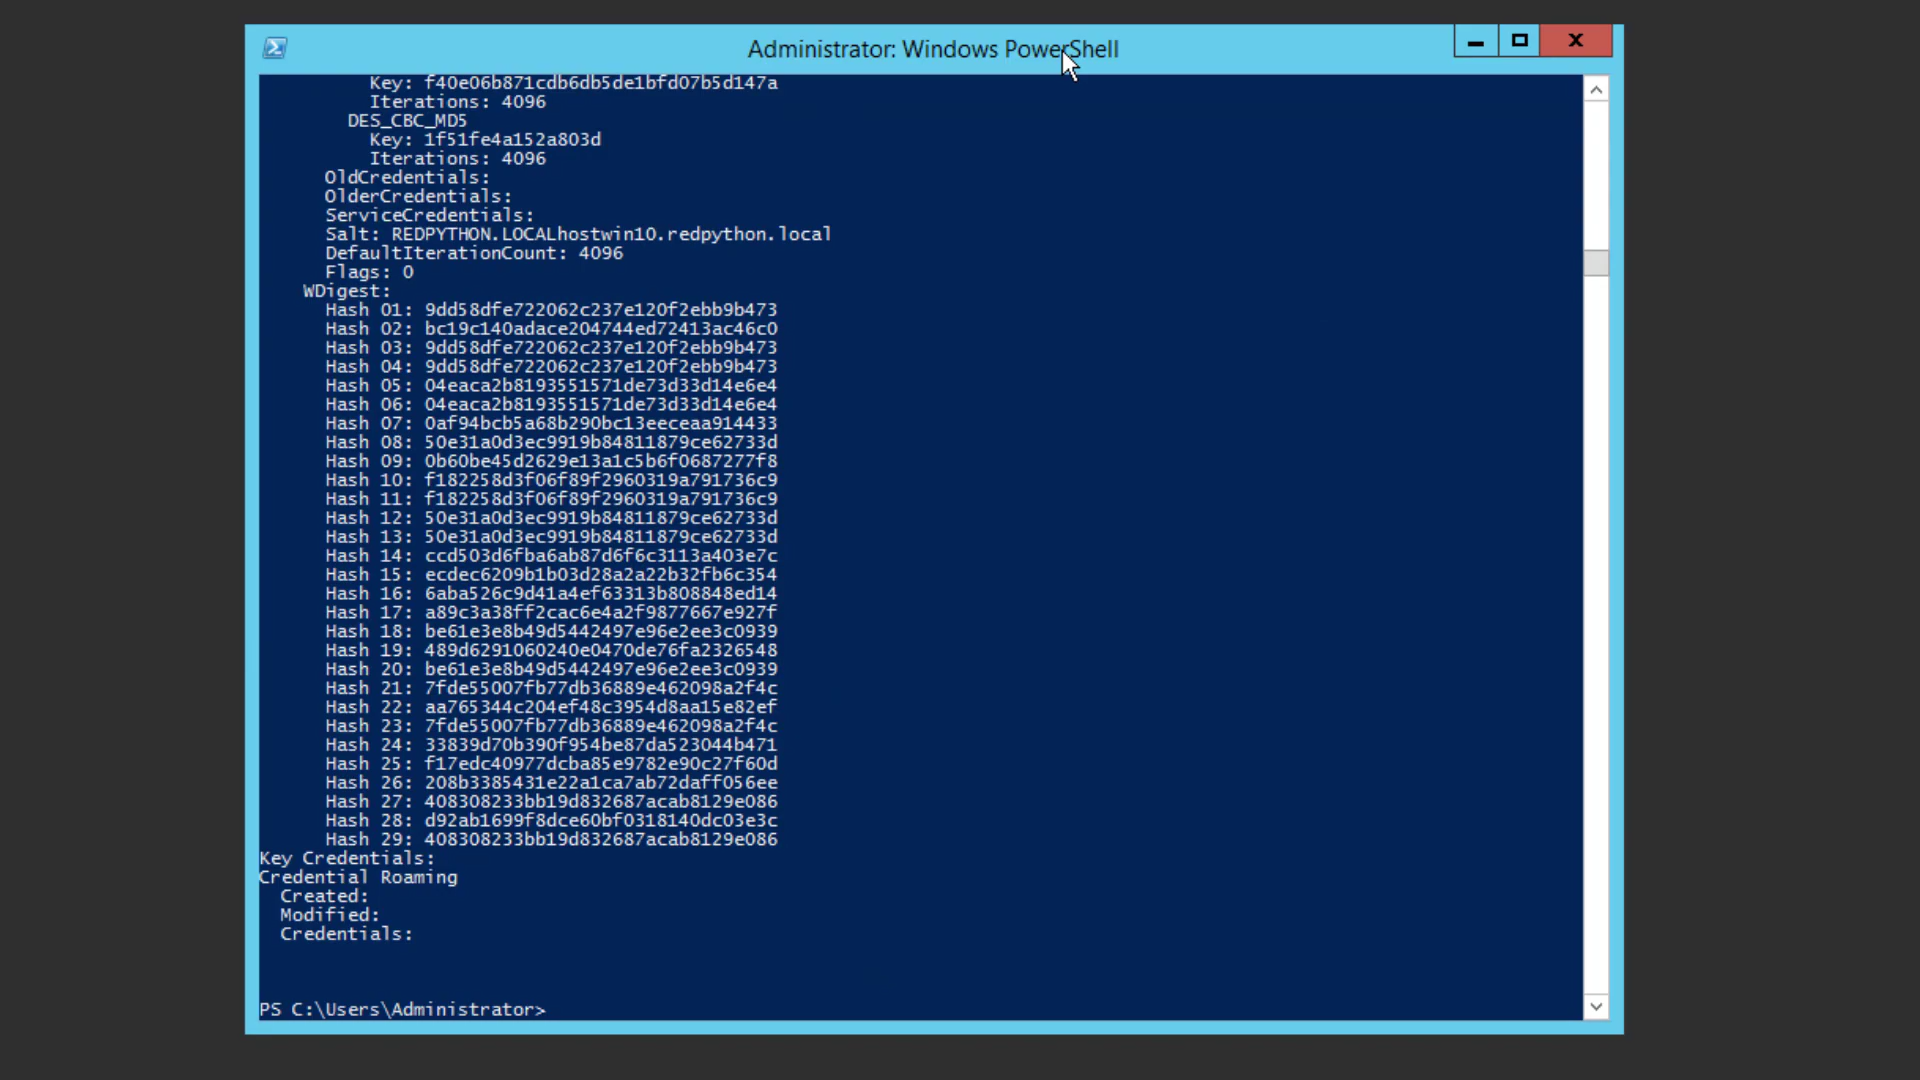 Administrator: Windows PowerShell
Key: f40e06b871cdb6db5de1bfd07b5d147a
Iterations: 4096
DES_CBC_MD5
Key: 1f51fe4a152a803d
Iterations: 4096
OldCredentials:
OlderCredentials:
ServiceCredentials:
Salt: REDPYTHON.LOCALhostwin10.redpython.local
DefaultIterationCount: 4096
Flags: 0
WDigest:
Hash 01: 9dd58dfe722062c237e120f2ebb9b473
Hash 02: bc19c140adace204744ed72413ac46c0
Hash 03: 9dd58dfe722062c237e120f2ebb9b473
Hash 04: 9dd58dfe722062c237e120f2ebb9b473
Hash 05: 04eaca2b8193551571de73d33d14e6e4
Hash 06: 04eaca2b8193551571de73d33d14e6e4
Hash 07: 0af94bcb5a68b290bc13eeceaa914433
Hash 08: 50e31a0d3ec9919b84811879ce62733d
Hash 09: 0b60be45d2629e13a1c5b6f0687277f8
Hash 10: f182258d3f06f89f2960319a791736c9
Hash 11: f182258d3f06f89f2960319a791736c9
Hash 12: 50e31a0d3ec9919b84811879ce62733d
Hash 13: 50e31a0d3ec9919b84811879ce62733d
Hash 14: ccd503d6fba6ab87d6f6c3113a403e7c
Hash 15: ecdec6209b1b03d28a2a22b32fb6c354
Hash 16: 6aba526c9d41a4ef63313b808848ed14
Hash 17: a89c3a38ff2cac6e4a2f9877667e927f
Hash 18: be61e3e8b49d5442497e96e2ee3c0939
Hash 19: 489d6291060240e0470de76fa2326548
Hash 20: be61e3e8b49d5442497e96e2ee3c0939
Hash 21: 7fde55007fb77db36889e462098a2f4c
Hash 22: aa765344c204ef48c3954d8aa15e82ef
Hash 23: 7fde55007fb77db36889e462098a2f4c
Hash 24: 33839d70b390f954be87da523044b471
Hash 25: f17edc40977dcba85e9782e90c27f60d
Hash 26: 208b3385431e22a1ca7ab72daff056ee
Hash 27: 408308233bb19d832687acab8129e086
Hash 28: d92ab1699f8dce60bf0318140dc03e3c
Hash 29: 408308233bb19d832687acab8129e086
Key Credentials:
Credential Roaming
Created:
Modified:
Credentials:
PS C:\Users\Administrator>